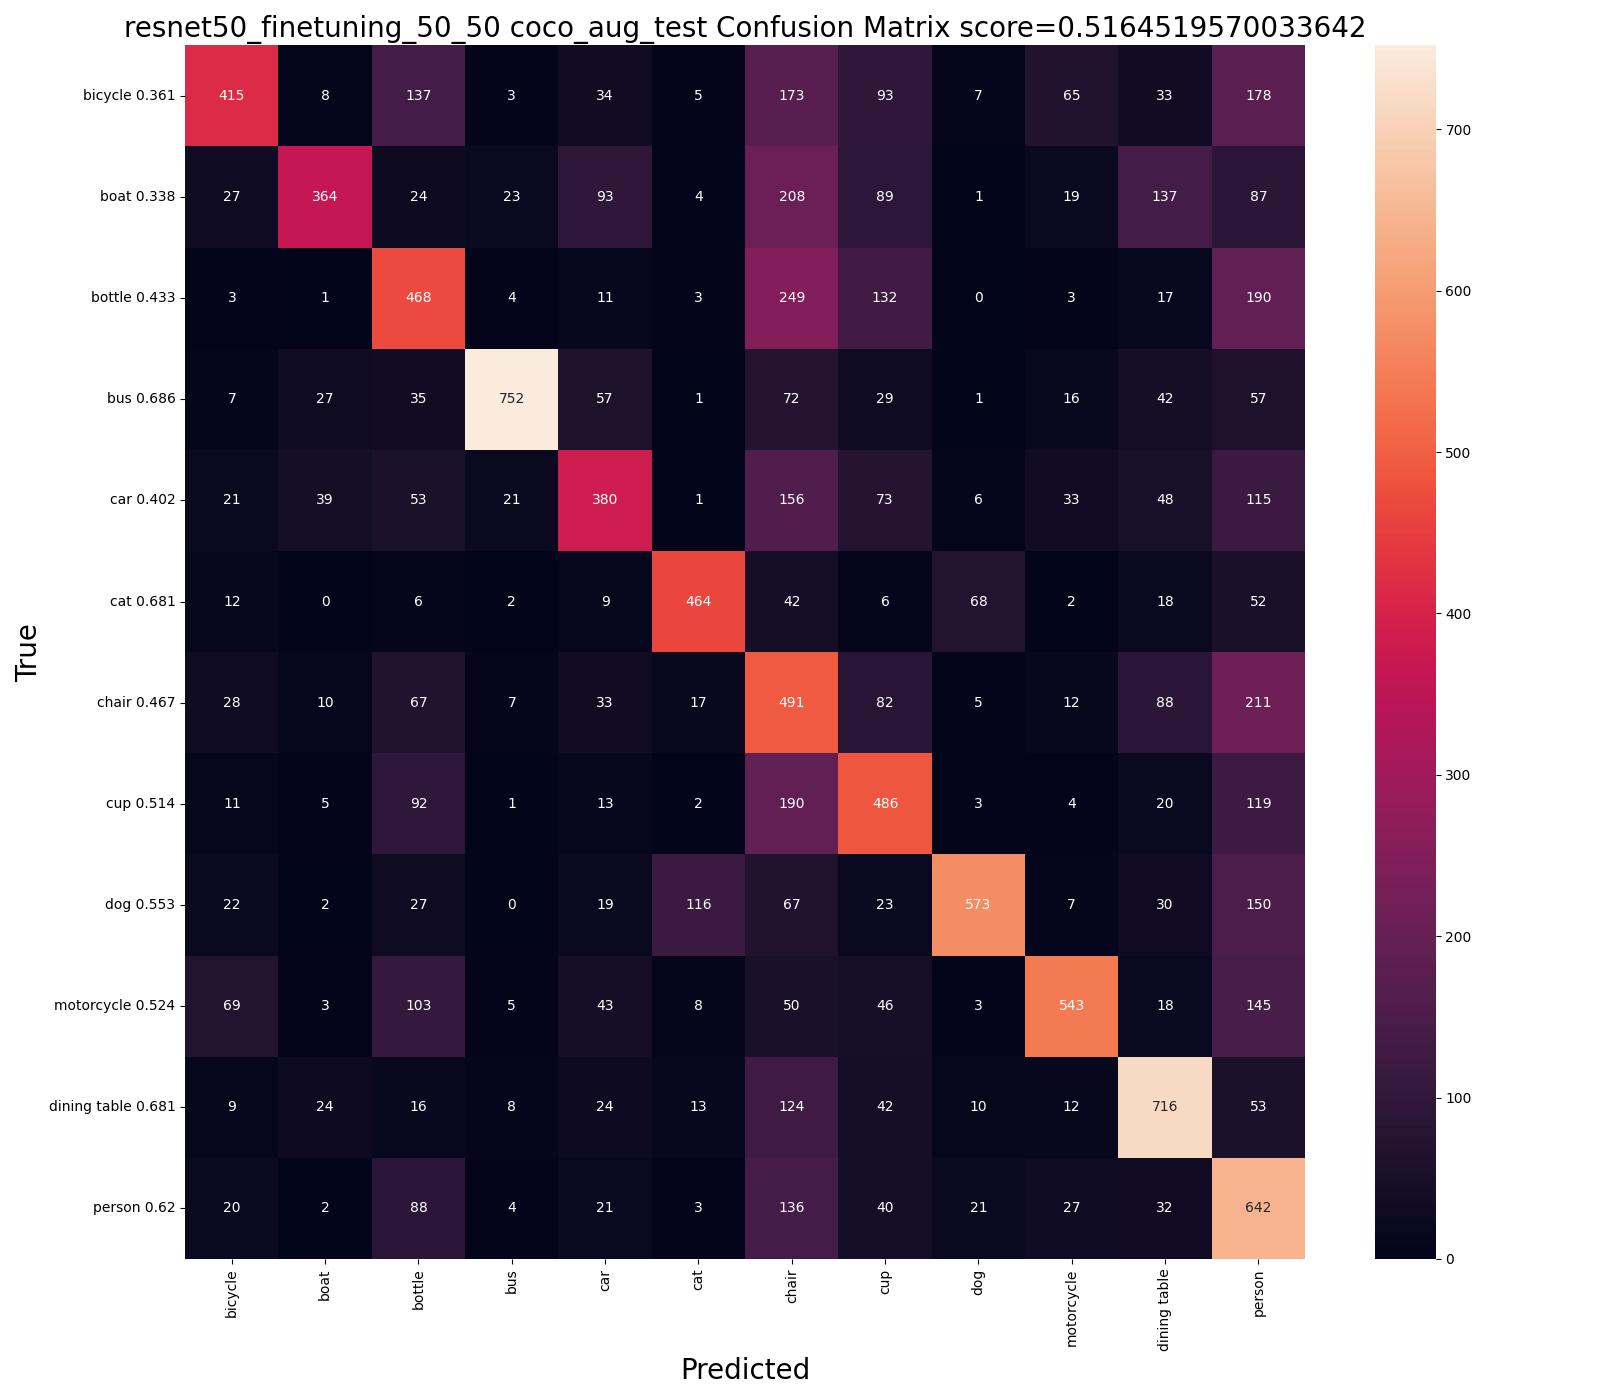 resnet50_finetuning_50_50 coco_aug_test Confusion Matrix score=0.5164519570033642
bicycle 0.361 415 8 137 3 34 5 173 93 7 65 33 178
boat 0.338 27 364 24 23 93 4 208 89 1 19 137 87
bottle 0.433 3 1 468 4 11 3 249 132 0 3 17 190
bus 0.686 7 27 35 752 57 1 72 29 1 16 42 57
car 0.402 21 39 53 21 380 1 156 73 6 33 48 115
cat 0.681 12 0 6 2 9 464 42 6 68 2 18 52
chair 0.467 28 10 67 7 33 17 491 82 5 12 88 211
cup 0.514 11 5 92 1 13 2 190 486 3 4 20 119
dog 0.553 22 2 27 0 19 116 67 23 573 7 30 150
motorcycle 0.524 69 3 103 5 43 8 50 46 3 543 18 145
dining table 0.681 9 24 16 8 24 13 124 42 10 12 716 53
person 0.62 20 2 88 4 21 3 136 40 21 27 32 642
bicycle boat bottle bus car cat chair cup dog motorcycle dining table person
True
Predicted
700
600
500
400
300
200
100
0